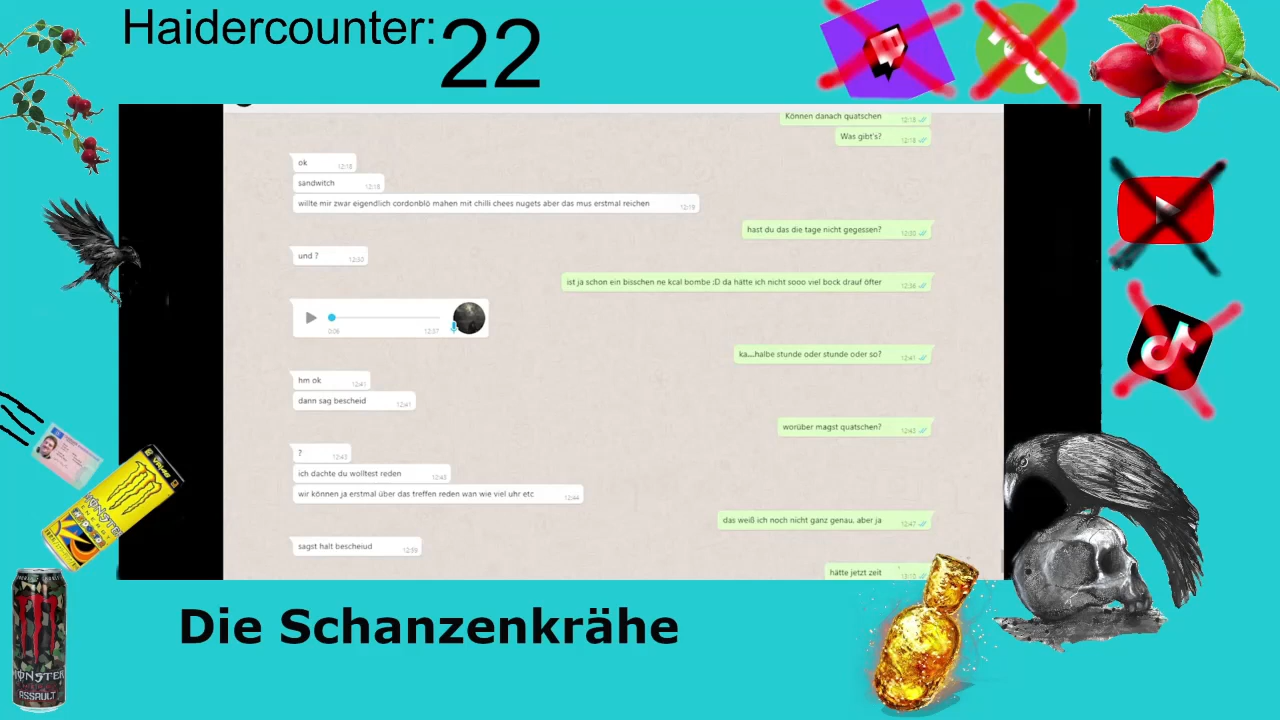 Haidercounter: 22
Können danach quatschen 12:18
Was gibt's? 12:18
ok 12:18
sandwitch 12:18
willte mir zwar eigendlich cordonbló mahen mit chilli chees nugets aber das mus erstmal reichen 12:19
hast du das die tage nicht gegessen? 12:30
und ? 12:33
ist ja schon ein bisschen ne kcal bombe :D da hätte ich nicht sooo viel bock drauf öfter 12:36
0:06 12:37
ka....halbe stunde oder stunde oder so? 12:41
hm ok 12:41
dann sag bescheid 12:41
worüber magst quatschen? 12:43
? 12:43
ich dachte du wolltest reden 12:43
wir können ja erstmal über das treffen reden wan wie viel uhr etc 12:44
das weiß ich noch nicht ganz genau. aber ja 12:47
sagst halt bescheiud 12:59
hätte jetzt zeit 13:13
Die Schanzenkrähe
MONSTER
ENERGY
MONSTER
ASSAULT